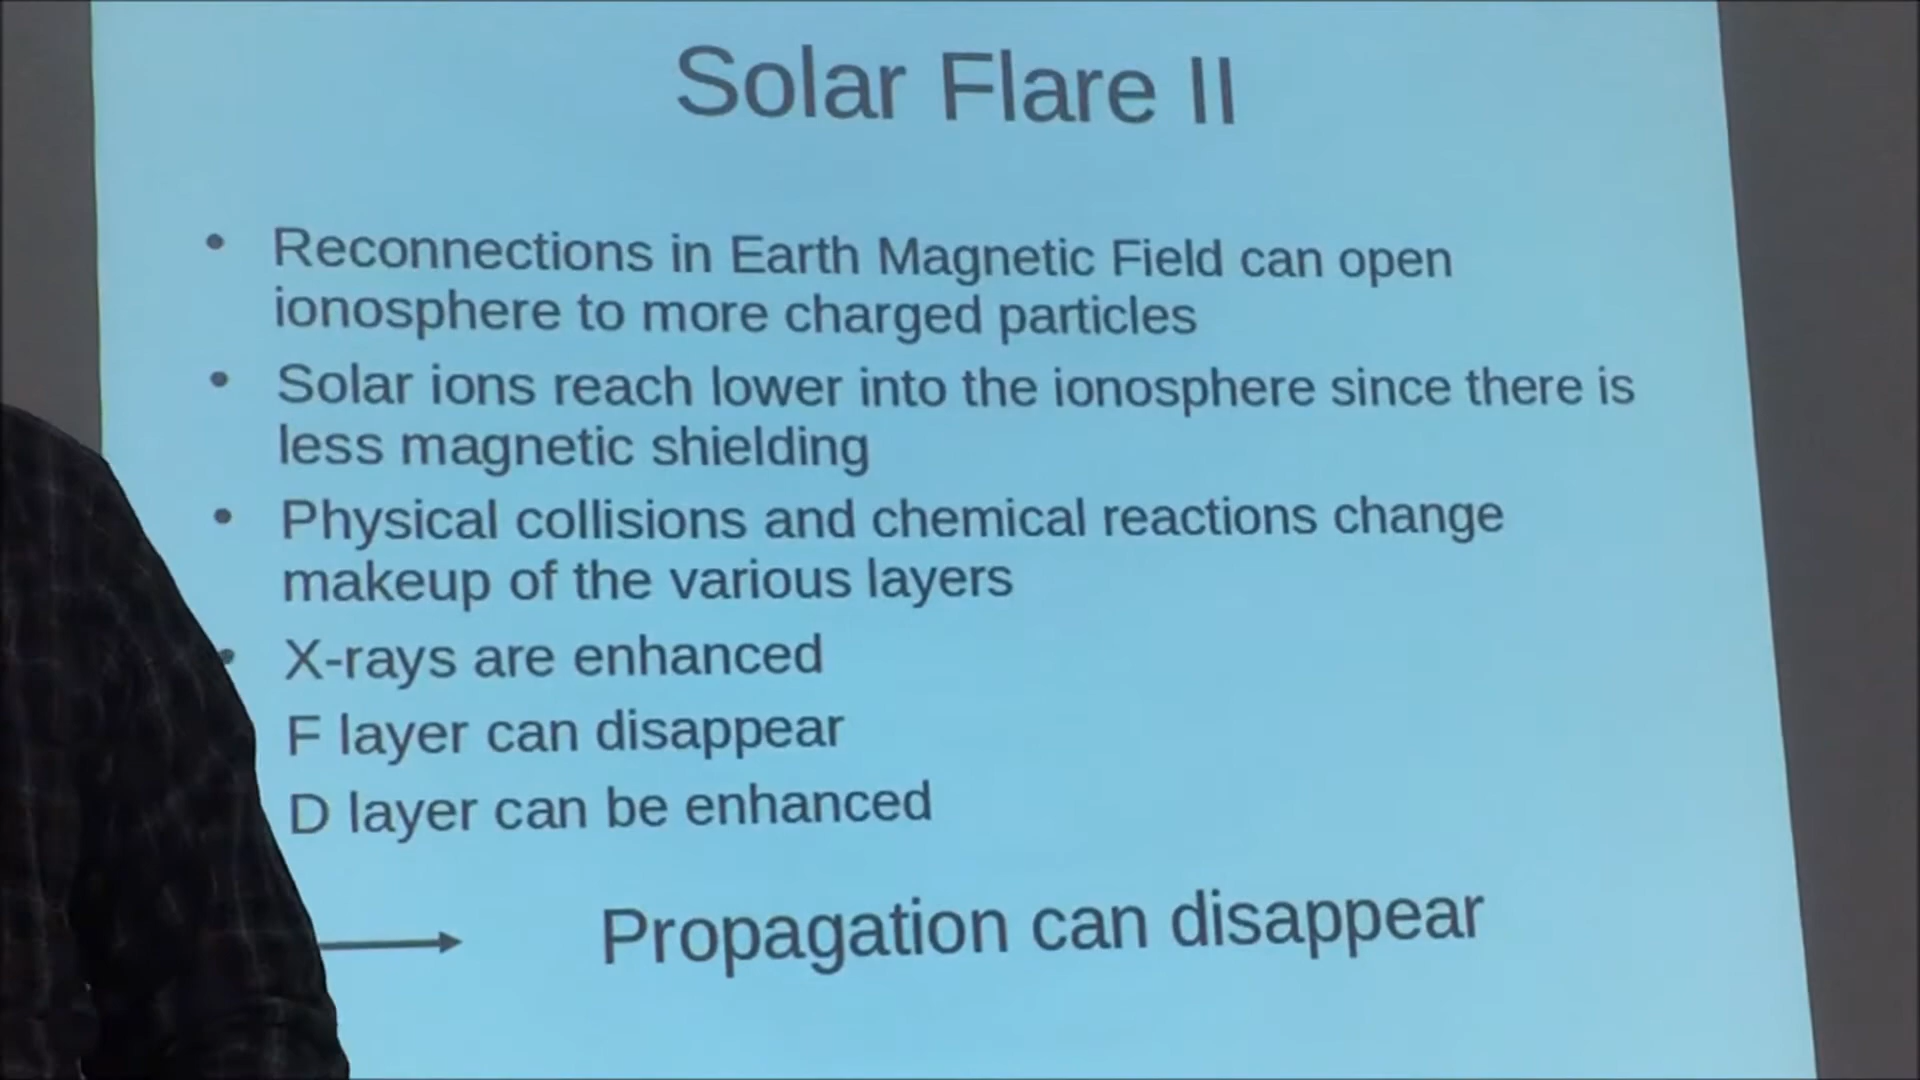 Solar Flare II
• Reconnections in Earth Magnetic Field can open
ionosphere to more charged particles
• Solar ions reach lower into the ionosphere since there is
less magnetic shielding
• Physical collisions and chemical reactions change
makeup of the various layers
• X-rays are enhanced
F layer can disappear
D layer can be enhanced
Propagation can disappear